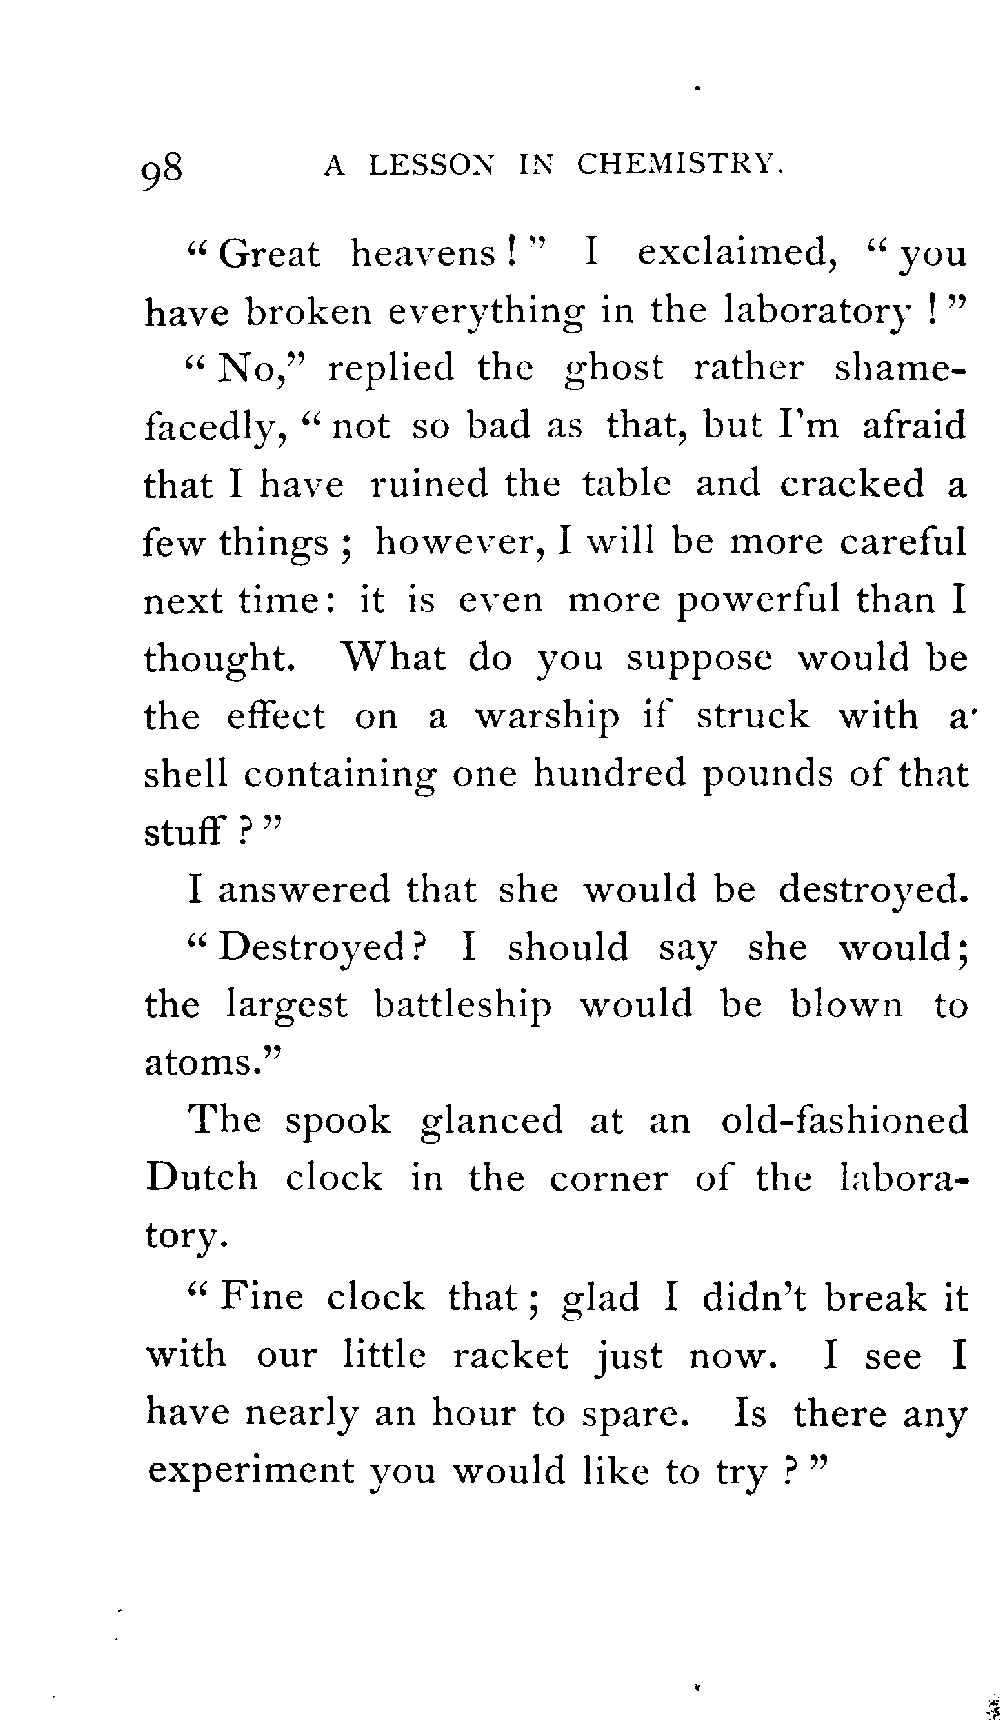 98 A LESSON IN CHEMISTRY.
“ Great heavens ! ” I exclaimed, “ you
have broken everything in the laboratory ! ”
“ No,” replied the ghost rather shame-
facedly, “ not so bad as that, but I’m afraid
that I have ruined the table and cracked a
few things ; however, I will be more careful
next time : it is even more powerful than I
thought. What do you suppose would be
the effect on a warship if struck with a
shell containing one hundred pounds of that
stuff ? ”
I answered that she would be destroyed.
“ Destroyed ? I should say she would ;
the largest battleship would be blown to
atoms.”
The spook glanced at an old-fashioned
Dutch clock in the corner of the labora-
tory.
“ Fine clock that ; glad I didn’t break it
with our little racket just now. I see I
have nearly an hour to spare. Is there any
experiment you would like to try ? ”